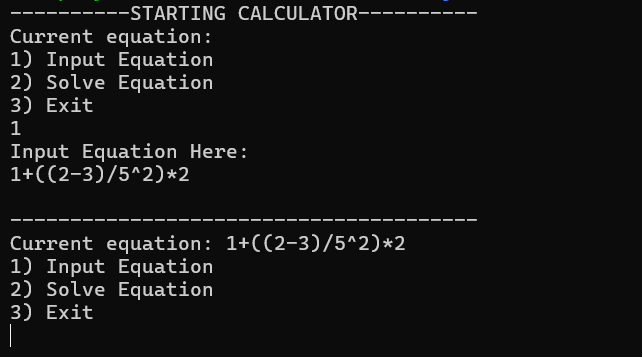 ----------STARTING CALCULATOR----------
Current equation:
1) Input Equation
2) Solve Equation
3) Exit
1
Input Equation Here:
1+((2-3)/5^2)*2
---------------------------------------
Current equation: 1+((2-3)/5^2)*2
1) Input Equation
2) Solve Equation
3) Exit